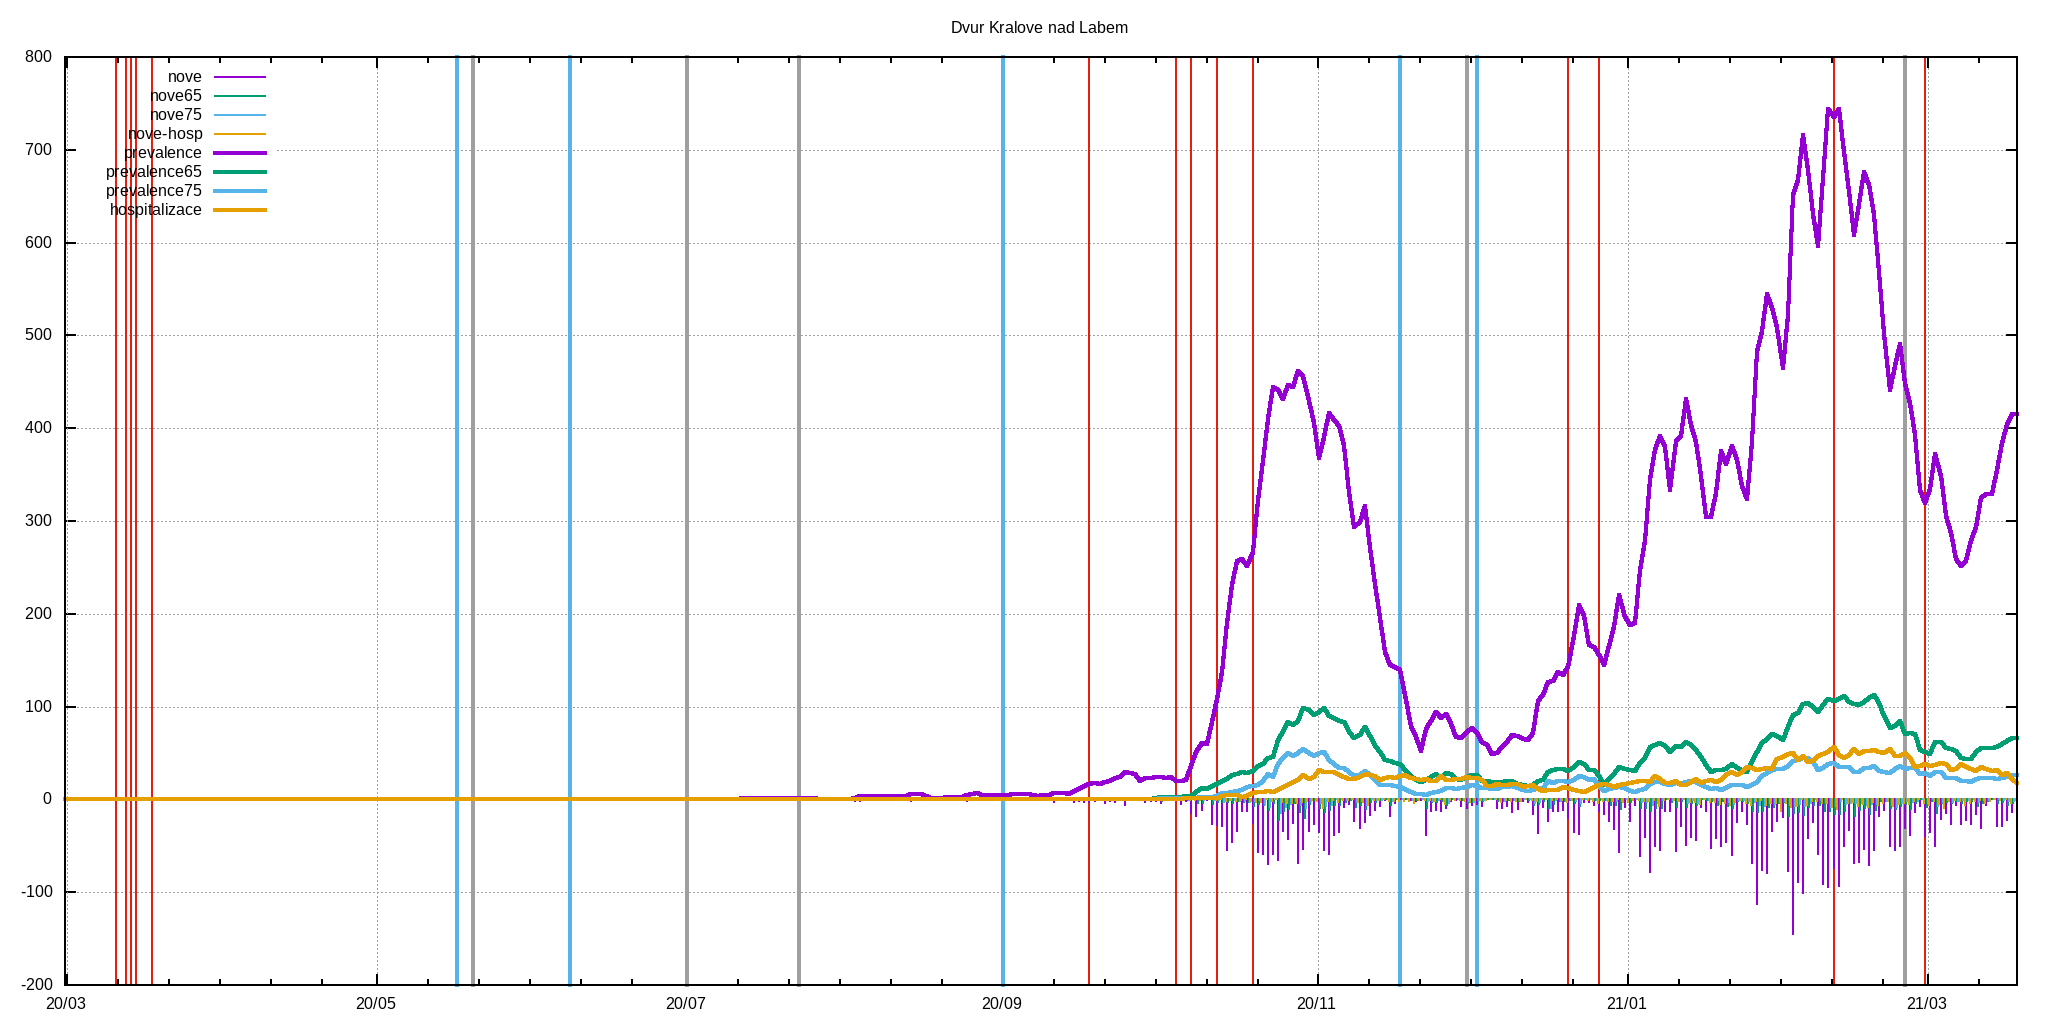 Dvur Kralove nad Labem
800
700
600
500
400
300
200
100
0
-100
-200
nove
nove65
nove75
nove-hosp
prevalence
prevalence65
prevalence75
hospitalizace
20/03 20/05 20/07 20/09 20/11 21/01 21/03